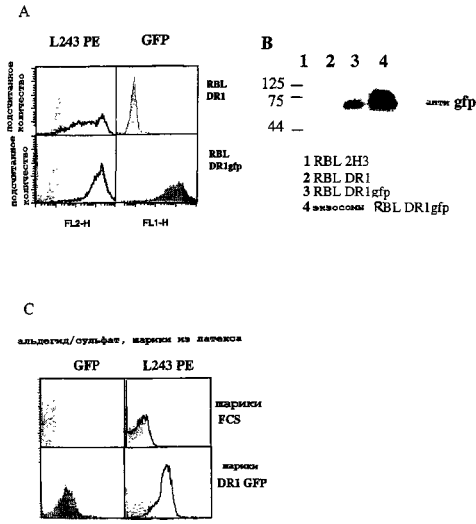 A
L243 PE GFP
подсчитанное количество
RBL DR1
подсчитанное количество
RBL DR1gfp
FL2-H FL1-H
B
1 2 3 4
125
75
44
анти gfp
1 RBL 2H3
2 RBL DR1
3 RBL DR1gfp
4 экзосомы RBL DR1gfp
C
альдегид/сульфат, шарики из латекса
GFP L243 PE
шарики FCS
шарики DR1 GFP